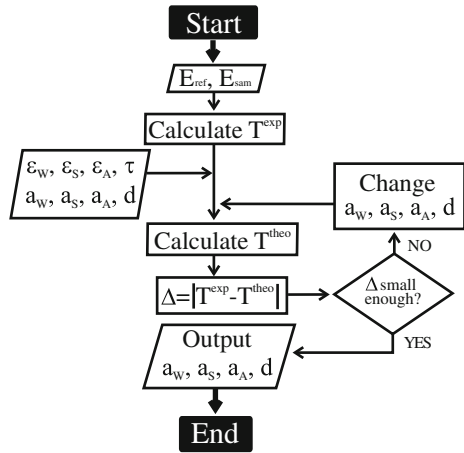 Start
E_ref, E_sam
Calculate T^exp
ε_W, ε_S, ε_A, τ
a_W, a_S, a_A, d
Change
a_W, a_S, a_A, d
Calculate T^theo
NO
Δ=|T^exp-T^theo|
Δ small
enough?
YES
Output
a_W, a_S, a_A, d
End